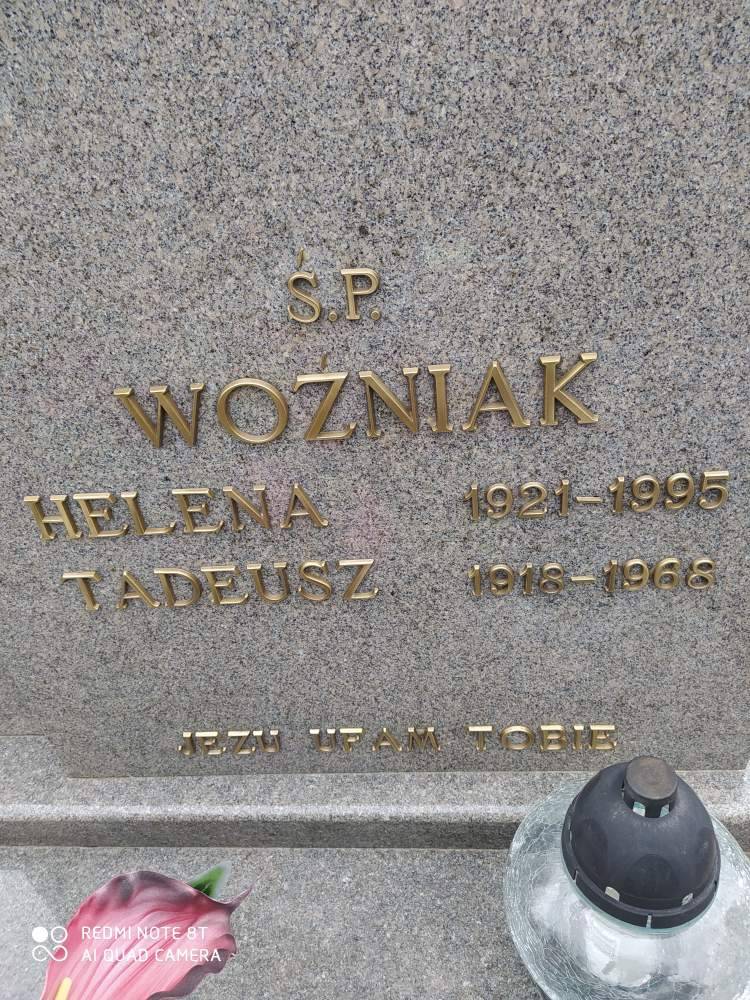 Ś.P.
WOŹNIAK
HELENA 1921-1995
TADEUSZ 1918-1968
JEZU UFAM TOBIE
REDMI NOTE 8T
AI QUAD CAMERA